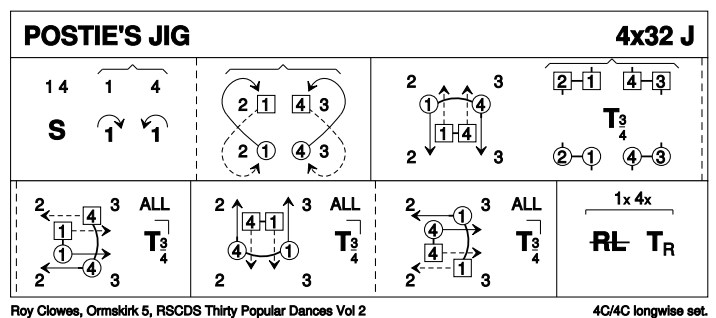 POSTIE'S JIG 4x32 J
1 4 1 4
S 1 1
2 1 4 3
2 1 4 3
2 3
1 4
1 4
2 3
2 1 4 3
T 3/4
2 1 4 3
2 3 ALL
4
1
1
4
T 3/4
2 3
2 3 ALL
4 1
4 1
T 3/4
2 3
2 3 ALL
1
4
4
1
T 3/4
2 3
1x 4x
RL TR
Roy Clowes, Ormskirk 5, RSCDS Thirty Popular Dances Vol 2 4C/4C longwise set.